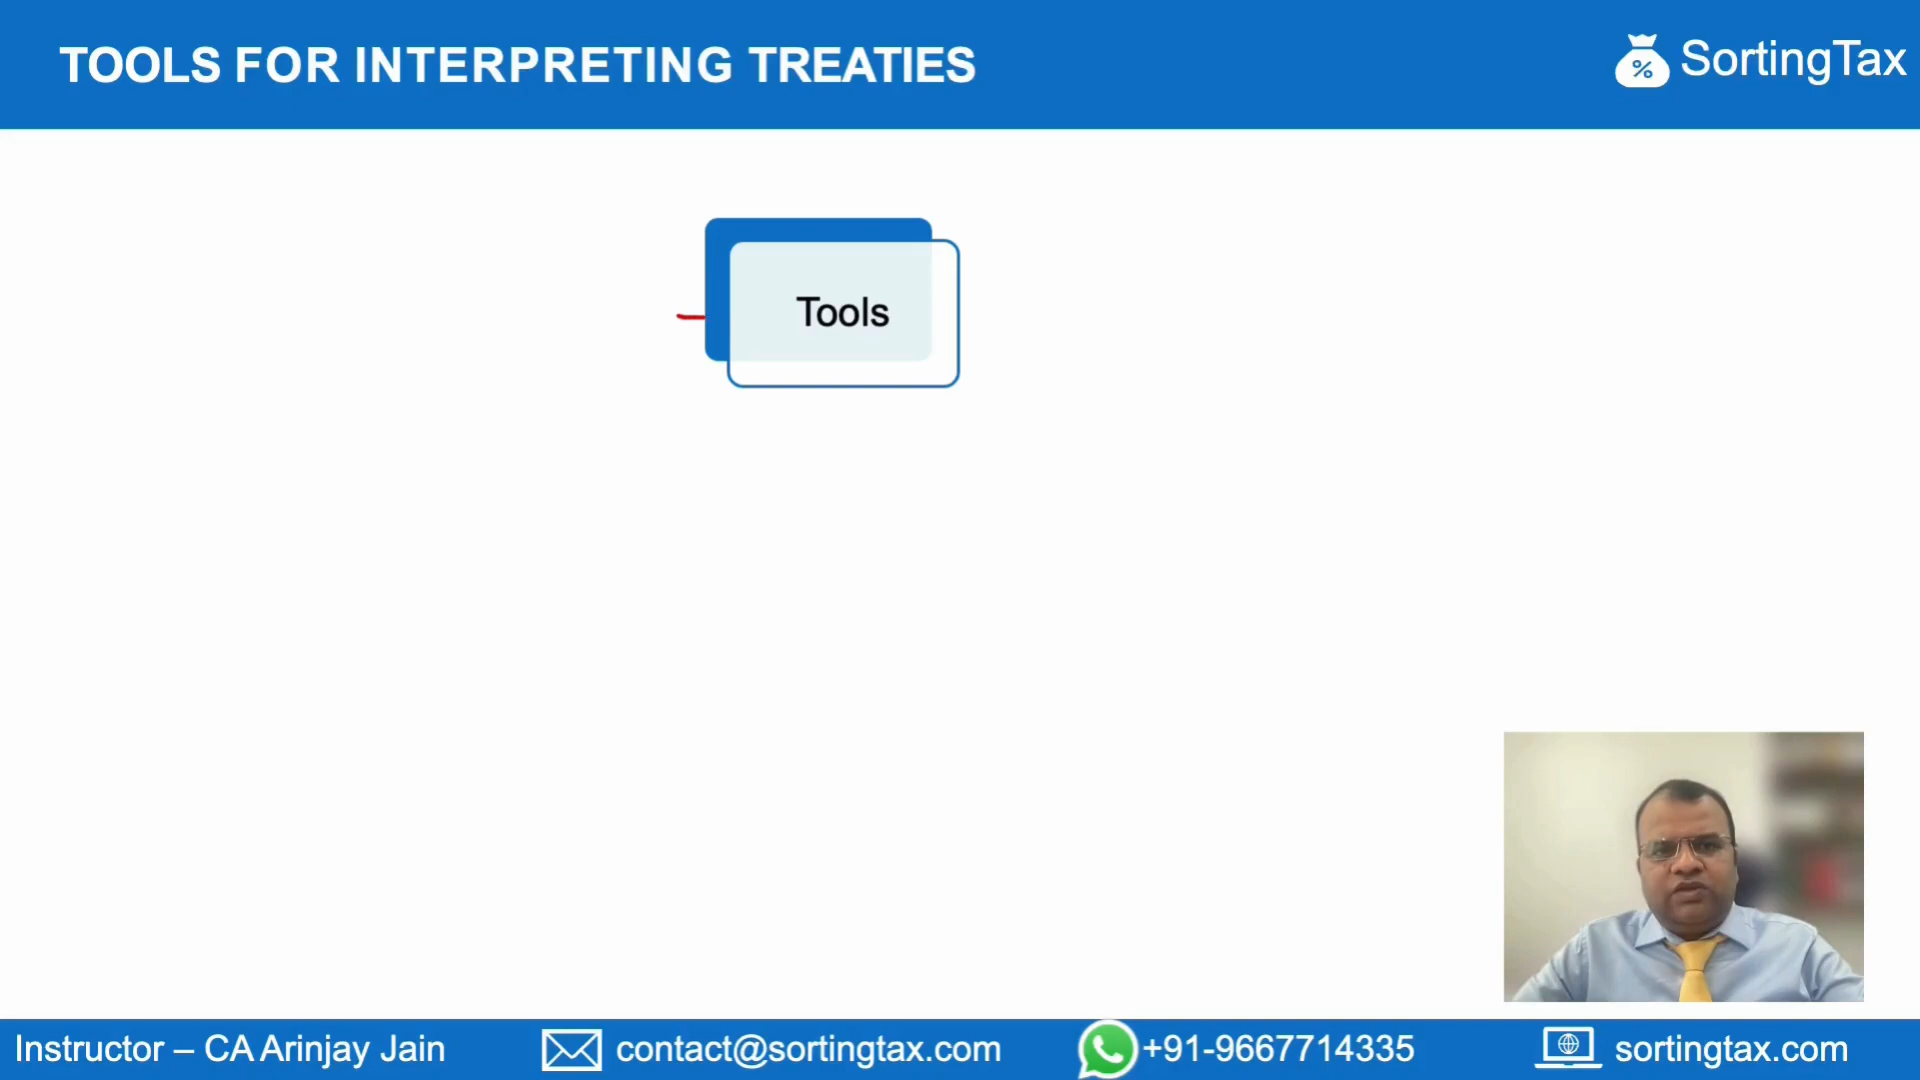 TOOLS FOR INTERPRETING TREATIES
% SortingTax
Tools
Instructor – CA Arinjay Jain
contact@sortingtax.com
+91-9667714335
sortingtax.com